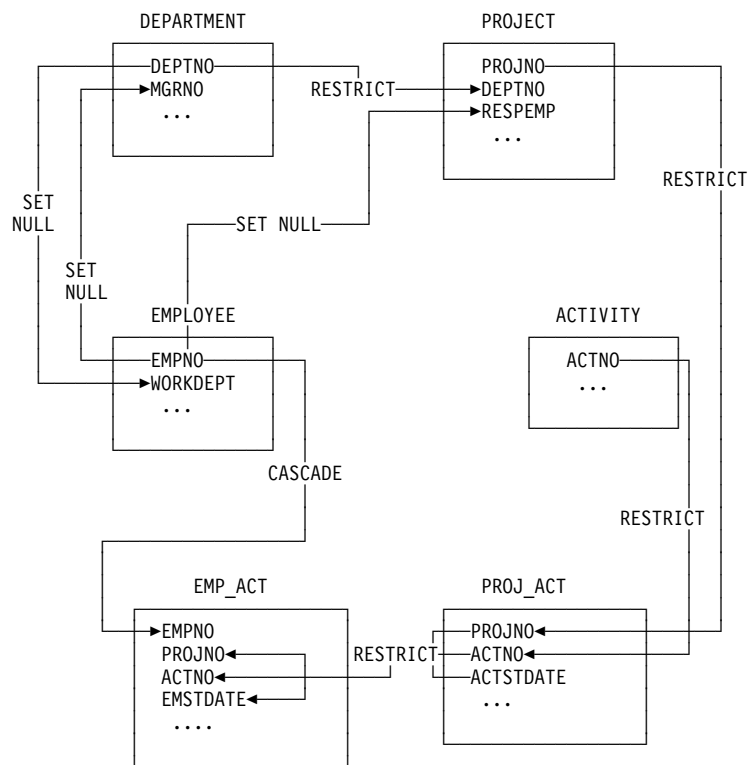 DEPARTMENT
DEPTNO
MGRNO
...
PROJECT
PROJNO
DEPTNO
RESPEMP
...
RESTRICT
RESTRICT
SET
NULL
SET NULL
SET
NULL
EMPLOYEE
EMPNO
WORKDEPT
...
ACTIVITY
ACTNO
...
CASCADE
RESTRICT
EMP_ACT
EMPNO
PROJNO
ACTNO
EMSTDATE
....
RESTRICT
PROJ_ACT
PROJNO
ACTNO
ACTSTDATE
...